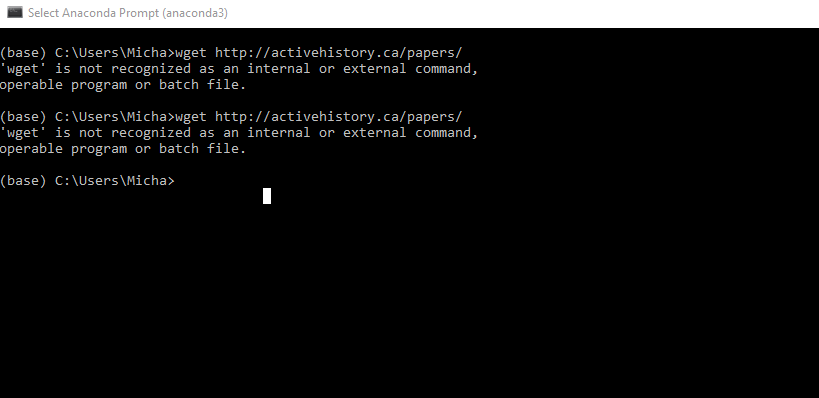 Select Anaconda Prompt (anaconda3)
(base) C:\Users\Micha>wget http://activehistory.ca/papers/
'wget' is not recognized as an internal or external command,
operable program or batch file.
(base) C:\Users\Micha>wget http://activehistory.ca/papers/
'wget' is not recognized as an internal or external command,
operable program or batch file.
(base) C:\Users\Micha>